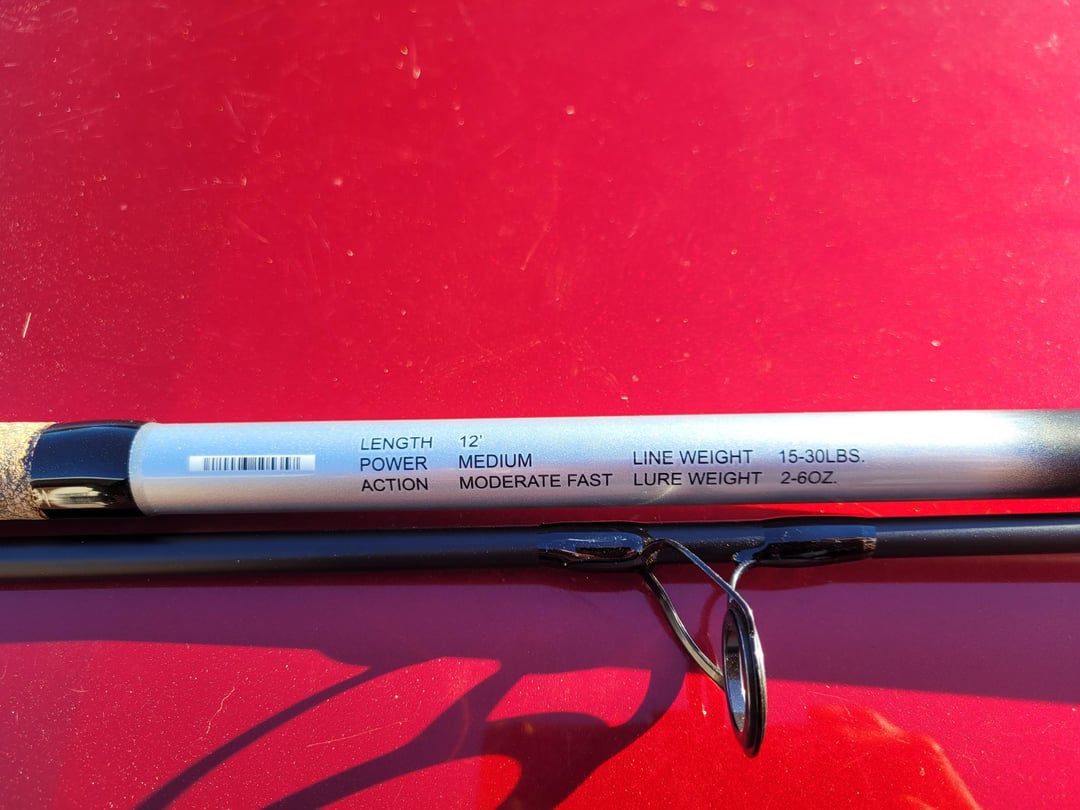 LENGTH 12'
POWER MEDIUM LINE WEIGHT 15-30LBS.
ACTION MODERATE FAST LURE WEIGHT 2-6OZ.